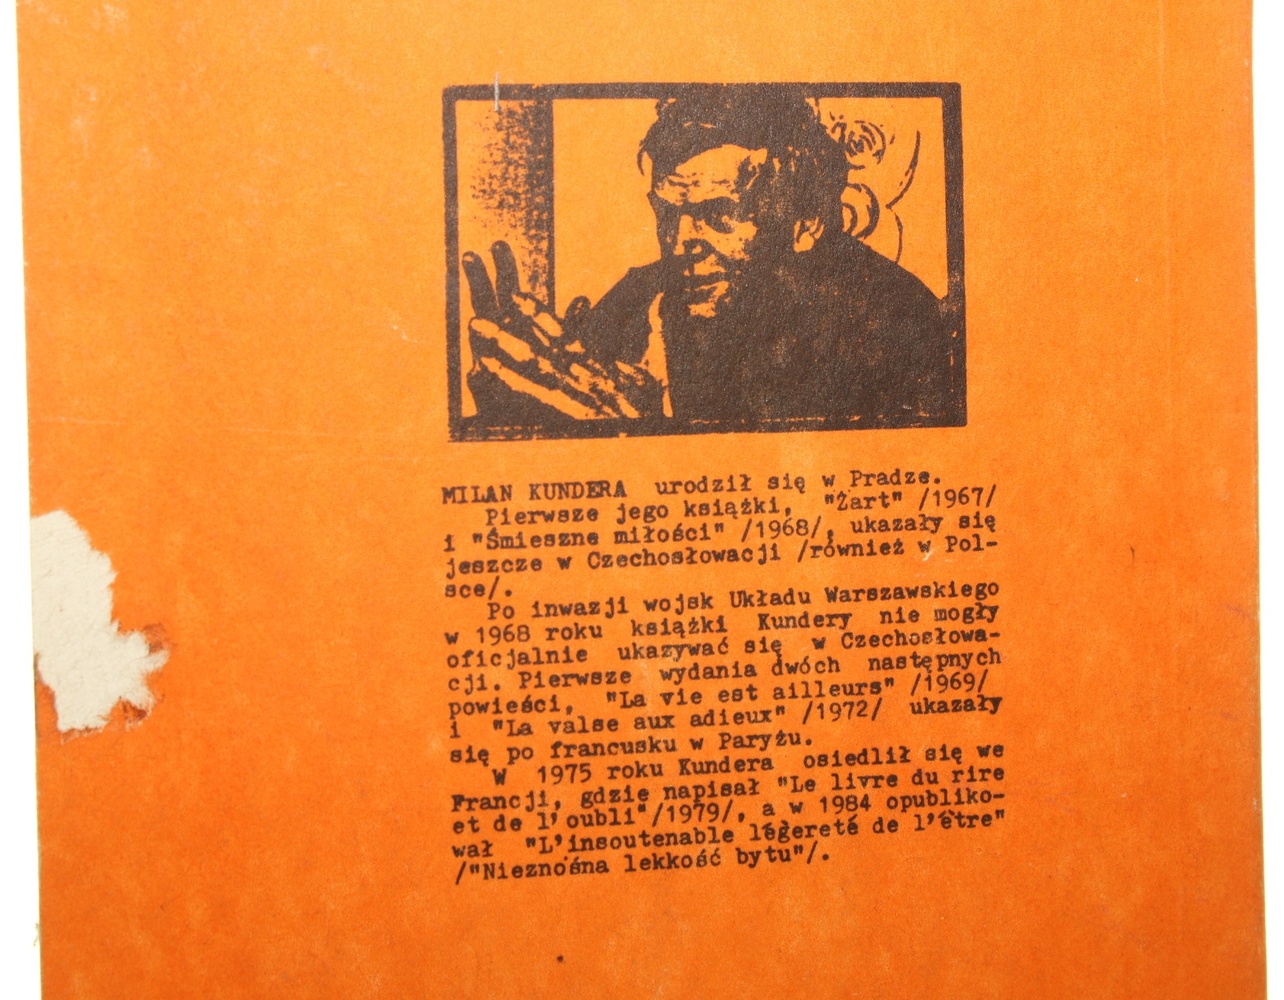 MILAN KUNDERA urodził się w Pradze.
Pierwsze jego książki, "Żart" /1967/
i "Śmieszne miłości" /1968/, ukazały się
jeszcze w Czechosłowacji /również w Pol-
sce/.
Po inwazji wojsk Układu Warszawskiego
w 1968 roku książki Kundery nie mogły
oficjalnie ukazywać się w Czechosłowa-
cji. Pierwsze wydania dwóch następnych
powieści, "La vie est ailleurs" /1969/
i "La valse aux adieux" /1972/ ukazały
się po francusku w Paryżu.
W 1975 roku Kundera osiedlił się we
Francji, gdzie napisał "Le livre du rire
et de l'oubli"/1979/, a w 1984 opubliko-
wał "L'insoutenable légereté de l'être"
/"Nieznośna lekkość bytu"/.